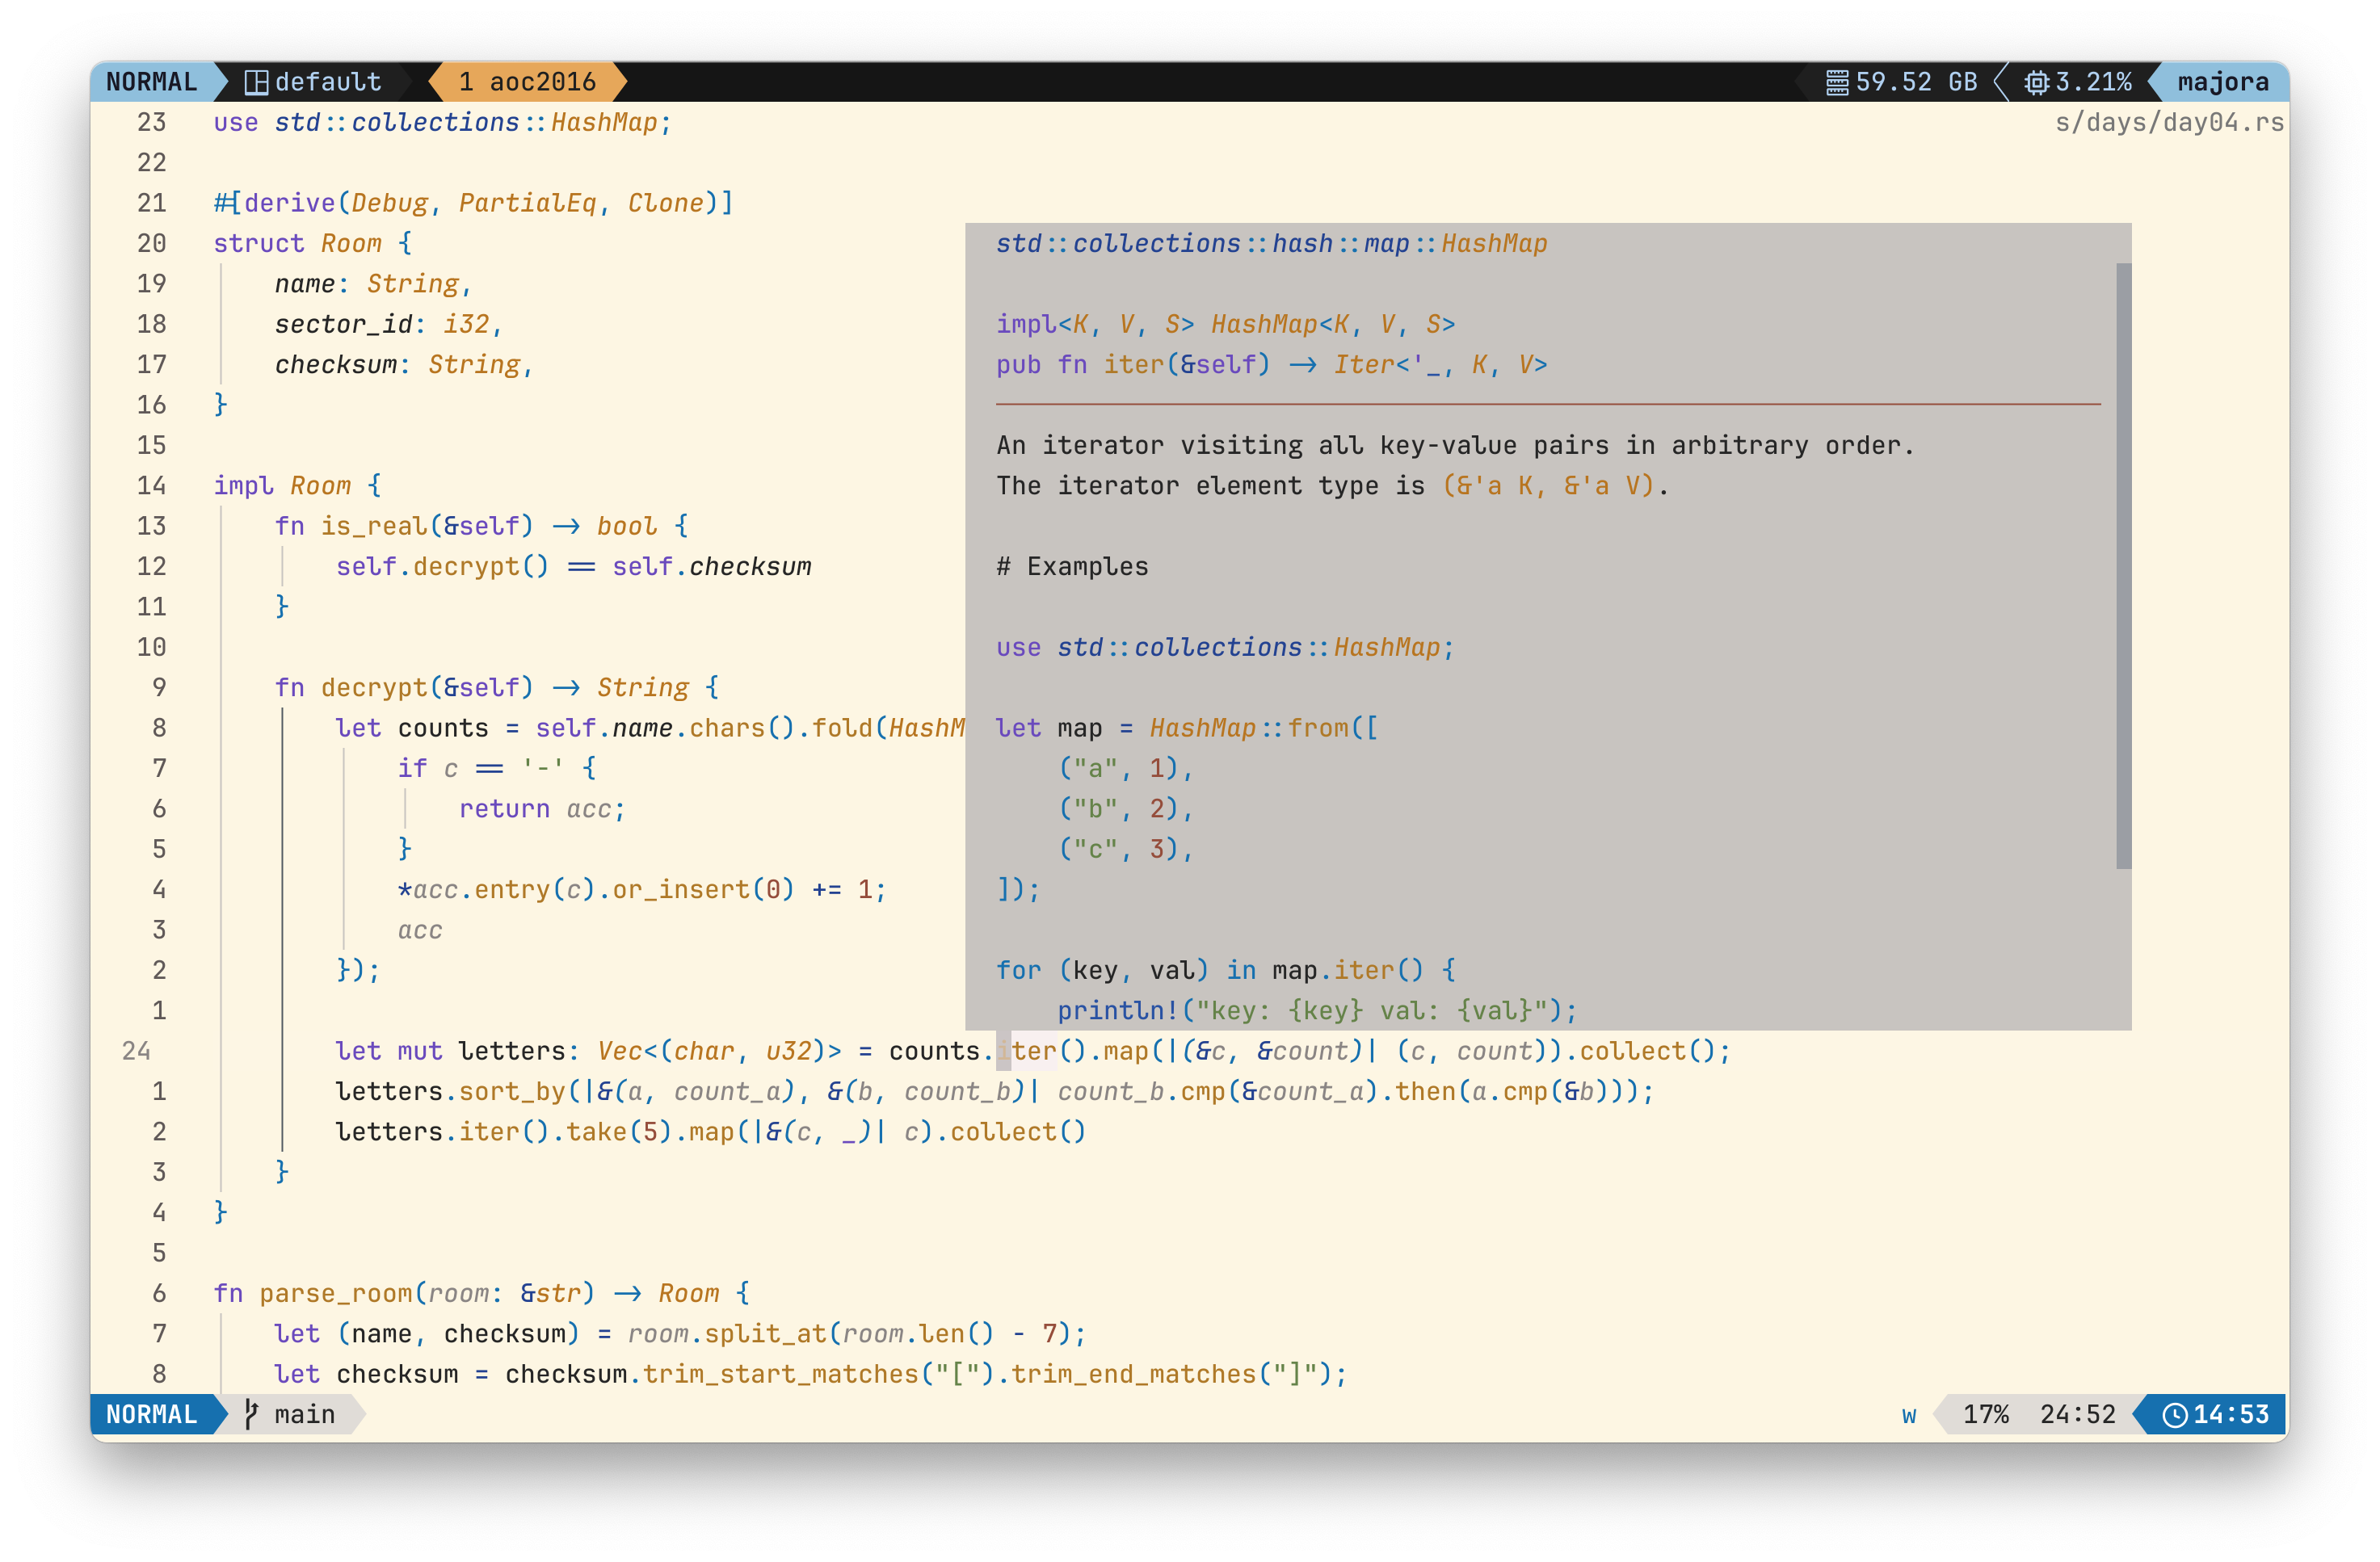 NORMAL default 1 aoc2016 59.52 GB 3.21% majora
23 use std::collections::HashMap; s/days/day04.rs
22
21 #[derive(Debug, PartialEq, Clone)]
20 struct Room {
19 name: String,
18 sector_id: i32,
17 checksum: String,
16 }
15
14 impl Room {
13 fn is_real(&self) -> bool {
12 self.decrypt() == self.checksum
11 }
10
9 fn decrypt(&self) -> String {
8 let counts = self.name.chars().fold(HashM
7 if c == '-' {
6 return acc;
5 }
4 *acc.entry(c).or_insert(0) += 1;
3 acc
2 });
1
std::collections::hash::map::HashMap
impl<K, V, S> HashMap<K, V, S>
pub fn iter(&self) -> Iter<'_, K, V>
An iterator visiting all key-value pairs in arbitrary order.
The iterator element type is (&'a K, &'a V).
# Examples
use std::collections::HashMap;
let map = HashMap::from([
("a", 1),
("b", 2),
("c", 3),
]);
for (key, val) in map.iter() {
println!("key: {key} val: {val}");
24 let mut letters: Vec<(char, u32)> = counts.iter().map(|(&c, &count)| (c, count)).collect();
1 letters.sort_by(|&(a, count_a), &(b, count_b)| count_b.cmp(&count_a).then(a.cmp(&b)));
2 letters.iter().take(5).map(|&(c, _)| c).collect()
3 }
4 }
5
6 fn parse_room(room: &str) -> Room {
7 let (name, checksum) = room.split_at(room.len() - 7);
8 let checksum = checksum.trim_start_matches("[").trim_end_matches("]");
NORMAL main w 17% 24:52 14:53